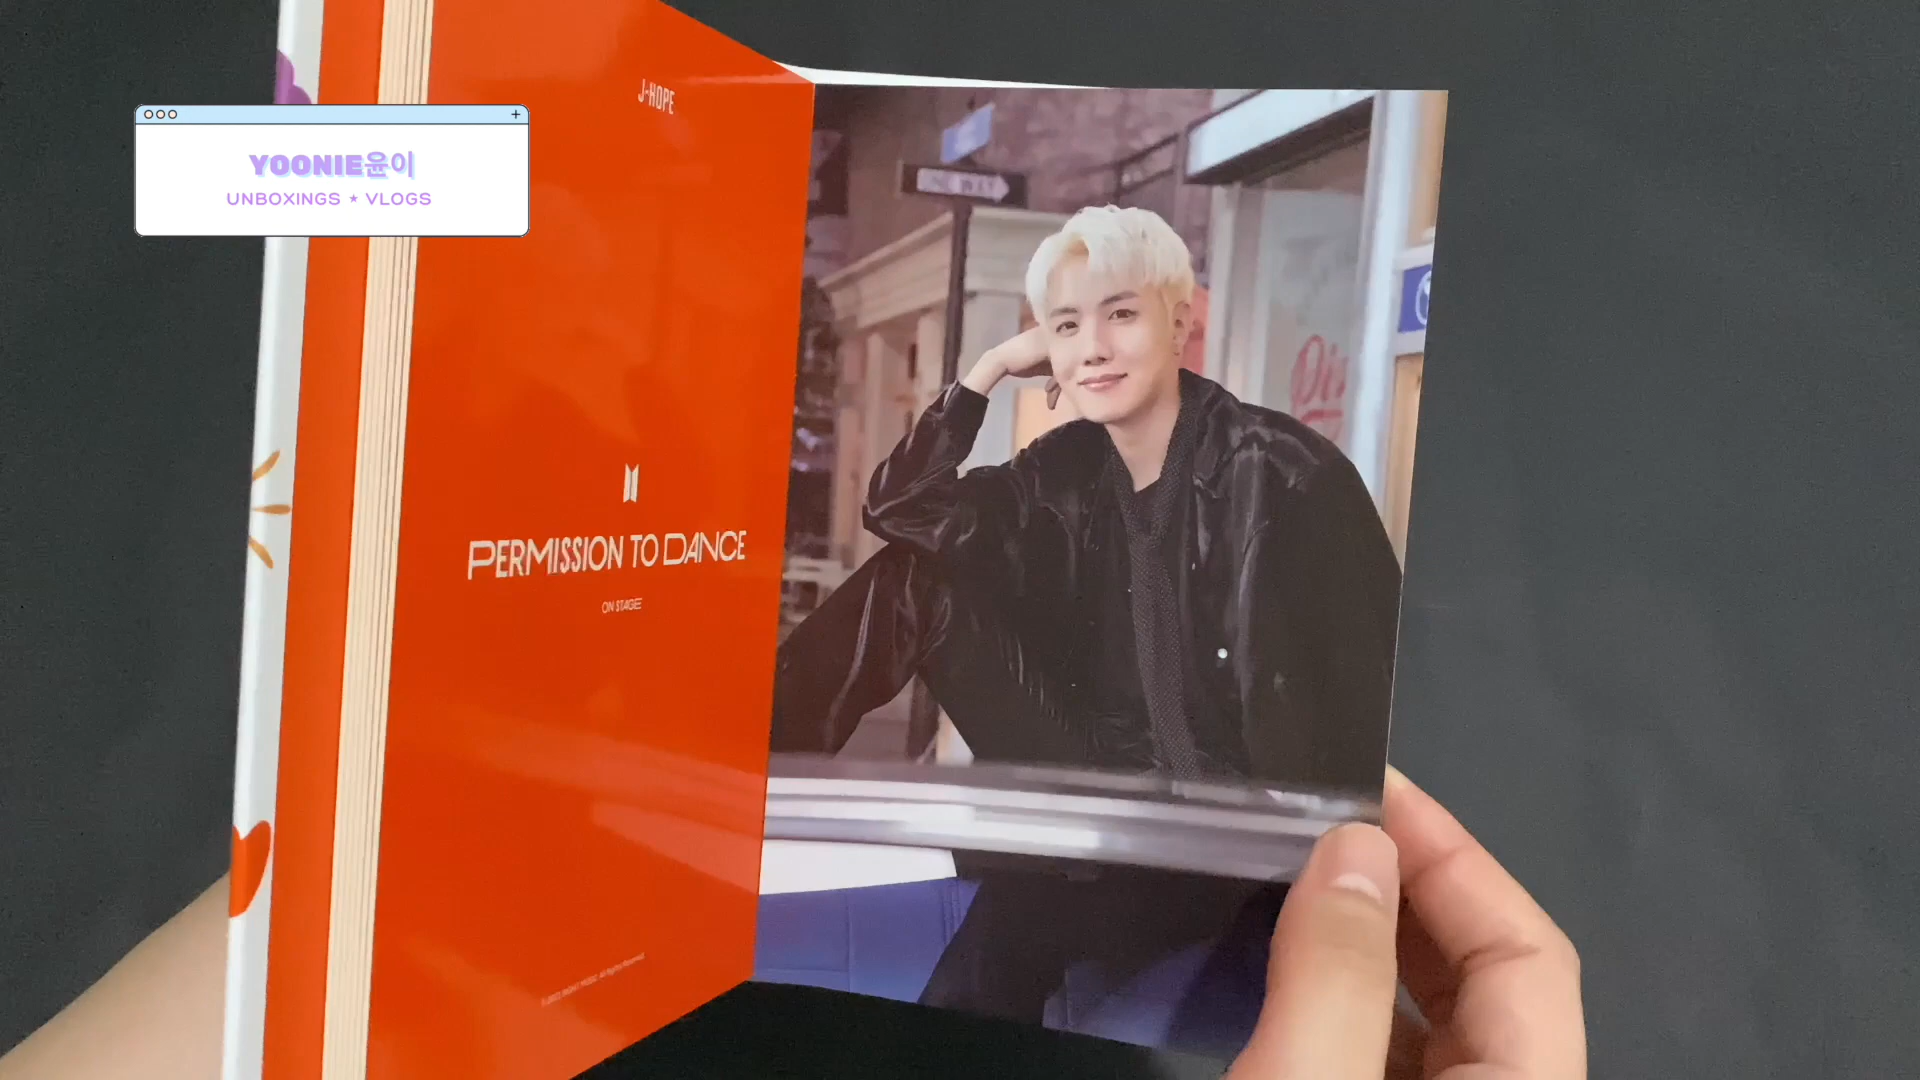 YOONIE윤이
UNBOXINGS ★ VLOGS
J-HOPE
PERMISSION TO DANCE
ON STAGE
ONE WAY